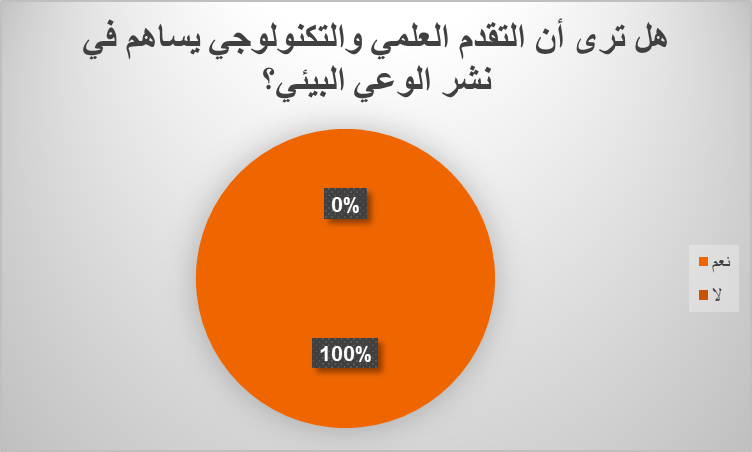 هل ترى أن التقدم العلمي والتكنولوجي يساهم في
نشر الوعي البيئي؟
0%
100%
نعم
لا